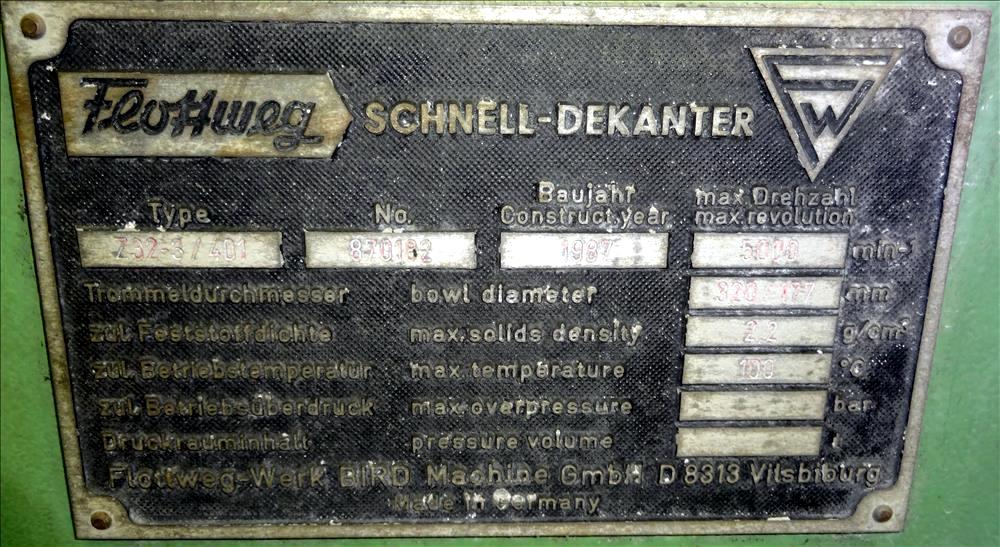 Flottweg SCHNELL-DEKANTER FW
Baujahr max. Drehzahl
Type No. Construct. year max. revolution
Z32-3/401 870182 1987 5000 min-1
Trommeldurchmesser bowl diameter 320 177 mm
zul. Feststoffdichte max. solids density 2,2 g/cm³
zul. Betriebstemperatur max. temperature 100 °C
zul. Betriebsüberdruck max. overpressure bar
Druckrauminhalt pressure volume l
Flottweg-Werk BIRD Machine GmbH D 8313 Vilsbiburg
Made in Germany